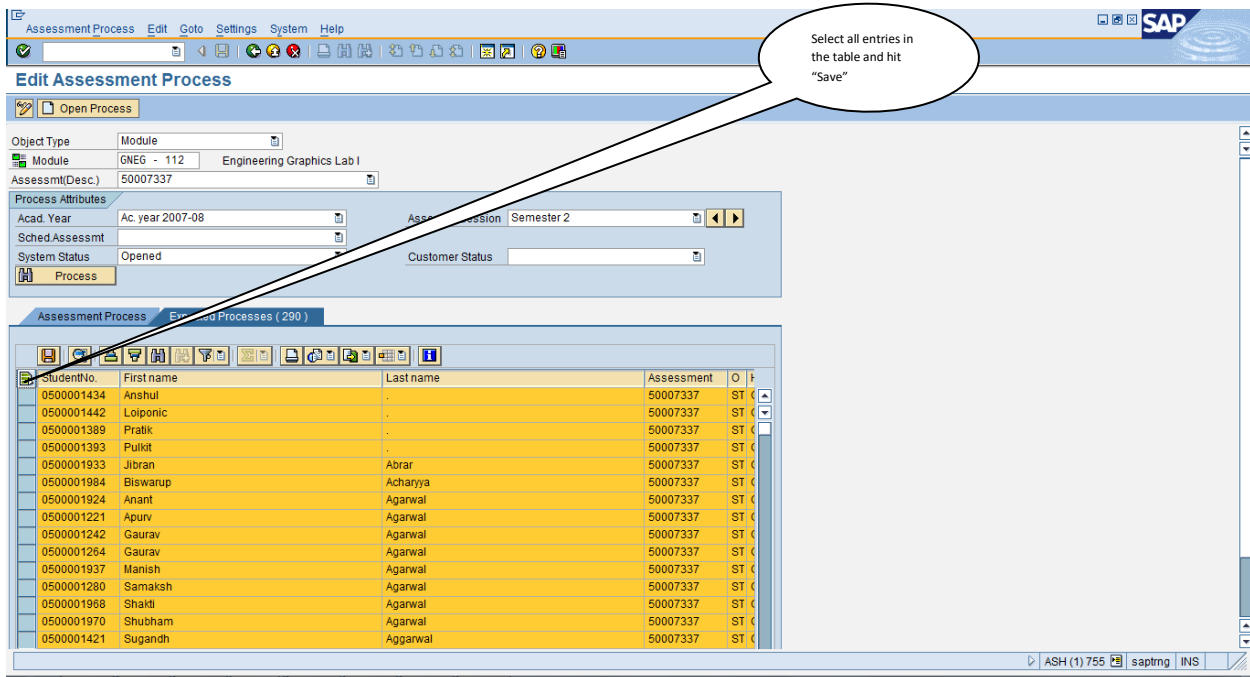 Assessment Process Edit Goto Settings System Help
SAP
Select all entries in
the table and hit
“Save”
Edit Assessment Process
Open Process
Object Type Module
Module GNEG - 112 Engineering Graphics Lab I
Assessmt(Desc.) 50007337
Process Attributes
Acad. Year Ac. year 2007-08 Semester 2
Sched.Assessmt
System Status Opened Customer Status
Process
Assessment Process Processes ( 290 )
StudentNo. First name Last name Assessment O
0500001434 Anshul . 50007337 ST
0500001442 Loiponic . 50007337 ST
0500001389 Pratik . 50007337 ST
0500001393 Pulkit . 50007337 ST
0500001933 Jibran Abrar 50007337 ST
0500001984 Biswarup Acharyya 50007337 ST
0500001924 Anant Agarwal 50007337 ST
0500001221 Apurv Agarwal 50007337 ST
0500001242 Gaurav Agarwal 50007337 ST
0500001264 Gaurav Agarwal 50007337 ST
0500001937 Manish Agarwal 50007337 ST
0500001280 Samaksh Agarwal 50007337 ST
0500001968 Shakti Agarwal 50007337 ST
0500001970 Shubham Agarwal 50007337 ST
0500001421 Sugandh Aggarwal 50007337 ST
ASH (1) 755 saptrng INS